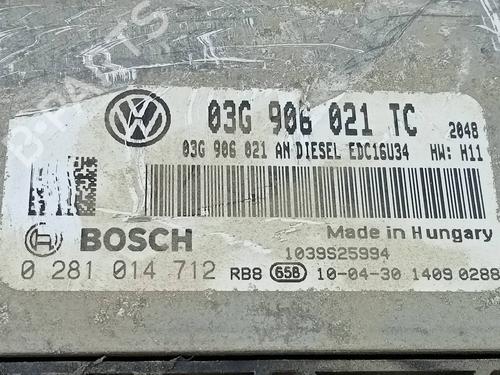 B-PARTS
03G 906 021 TC 2048
03G 906 021 AN DIESEL EDC16U34 HW: H11
BOSCH
Made in Hungary
1039S25994
0 281 014 712 RB8 658 10-04-30 1409 0288